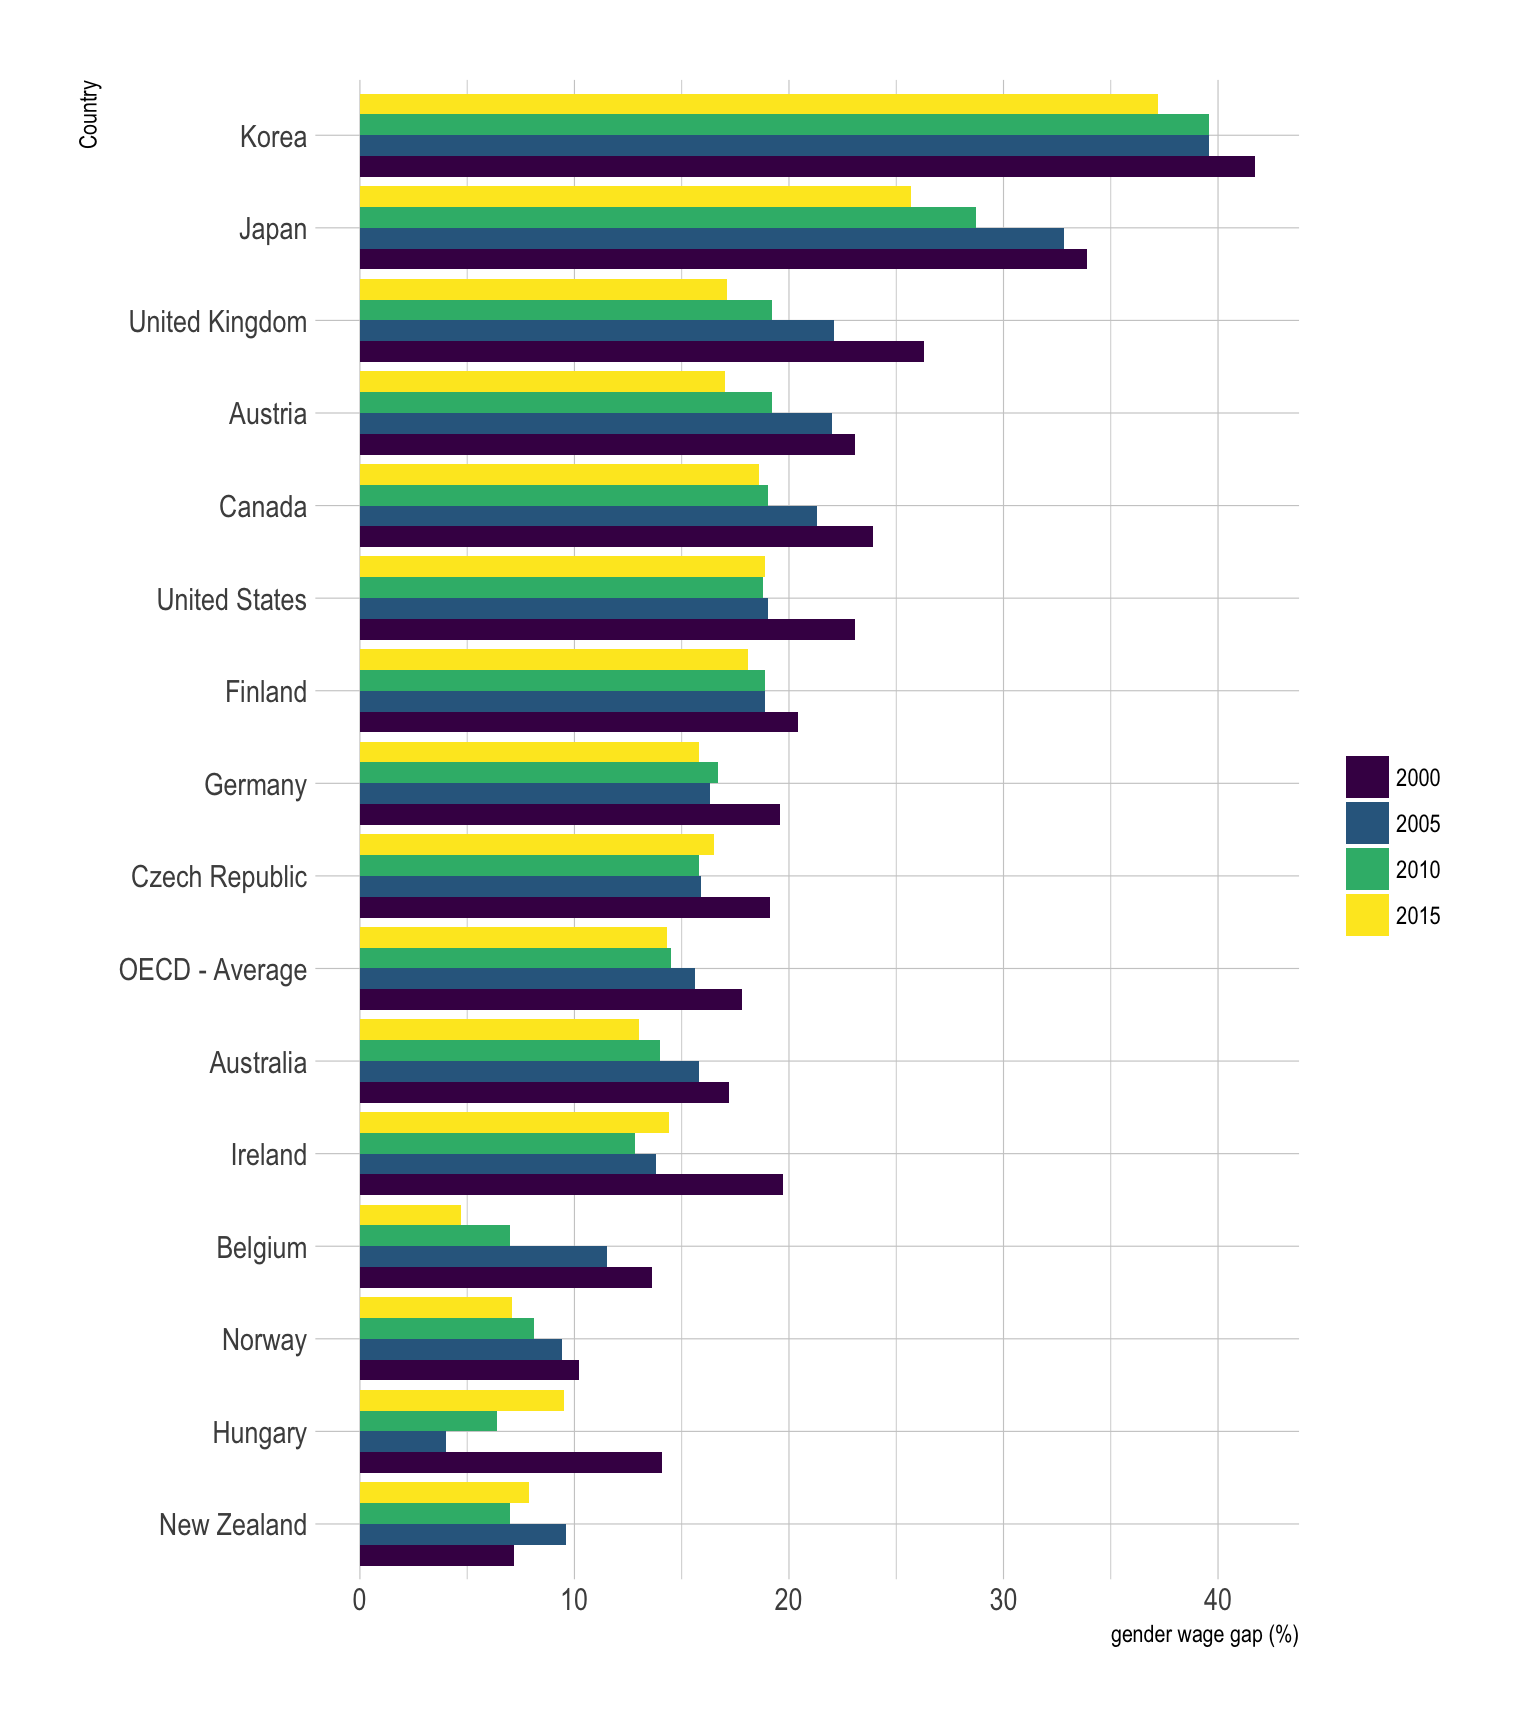 Country
Korea
Japan
United Kingdom
Austria
Canada
United States
Finland
Germany
Czech Republic
OECD - Average
Australia
Ireland
Belgium
Norway
Hungary
New Zealand
0 10 20 30 40
gender wage gap (%)
2000
2005
2010
2015